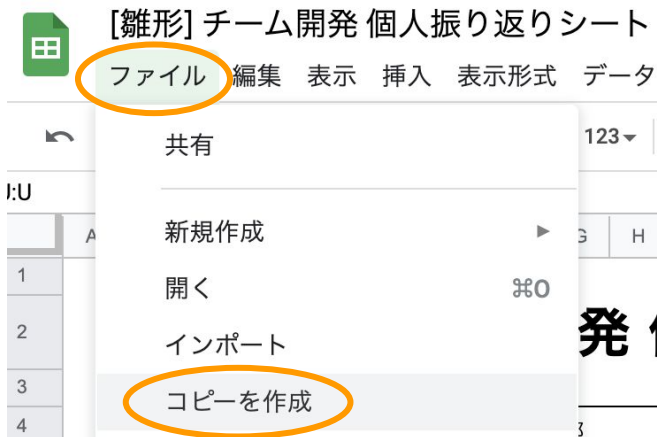 [雛形] チーム開発 個人振り返りシート
ファイル 編集 表示 挿入 表示形式 データ
共有 123
J:U
新規作成 G H
1
開く ⌘O
2 発
インポート
3
コピーを作成
4